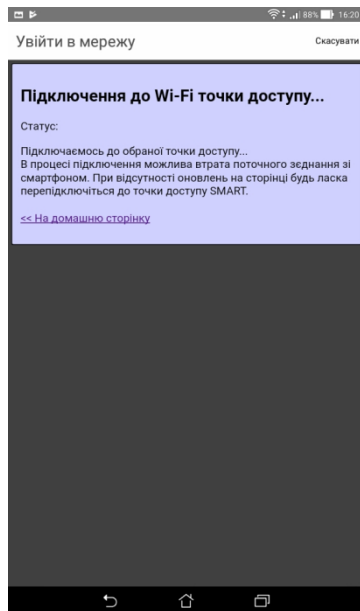 88% 16:20
Увійти в мережу Скасувати
Підключення до Wi-Fi точки доступу...
Статус:
Підключаємось до обраної точки доступу...
В процесі підключення можлива втрата поточного зєднання зі
смартфоном. При відсутності оновлень на сторінці будь ласка
перепідключіться до точки доступу SMART.
<< На домашню сторінку